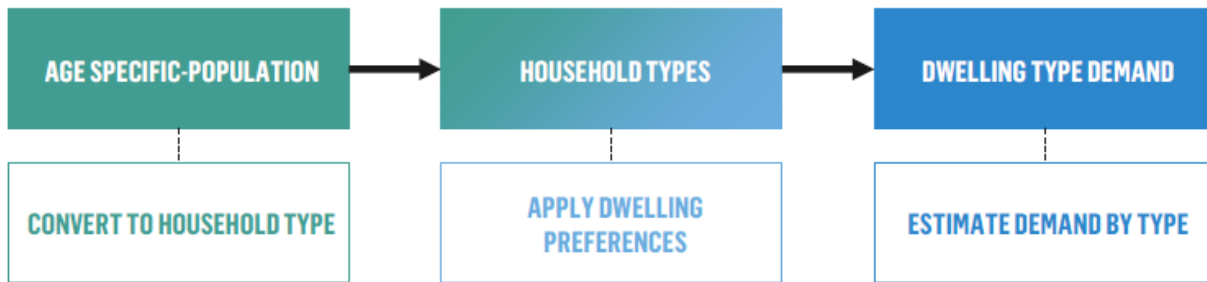 AGE SPECIFIC-POPULATION
HOUSEHOLD TYPES
DWELLING TYPE DEMAND
CONVERT TO HOUSEHOLD TYPE
APPLY DWELLING
PREFERENCES
ESTIMATE DEMAND BY TYPE